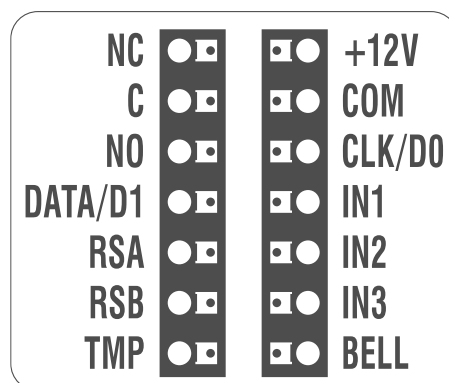 NC +12V
C COM
NO CLK/D0
DATA/D1 IN1
RSA IN2
RSB IN3
TMP BELL